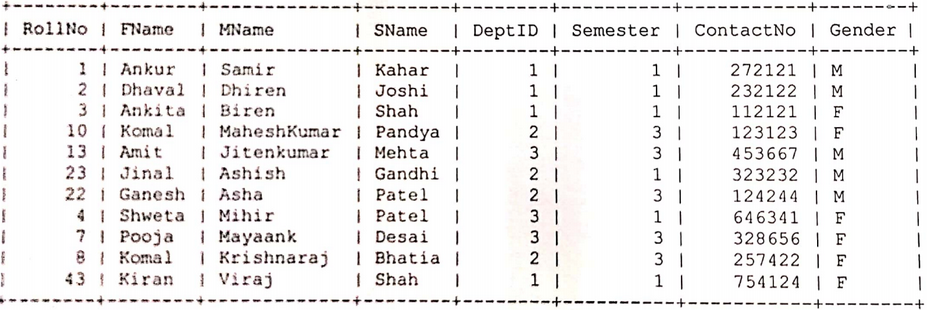 +---------+---------+--------------+---------+--------+----------+-----------+--------+
| RollNo | FName | MName | SName | DeptID | Semester | ContactNo | Gender |
+---------+---------+--------------+---------+--------+----------+-----------+--------+
| 1 | Ankur | Samir | Kahar | 1 | 1 | 272121 | M |
| 2 | Dhaval | Dhiren | Joshi | 1 | 1 | 232122 | M |
| 3 | Ankita | Biren | Shah | 1 | 1 | 112121 | F |
| 10 | Komal | MaheshKumar | Pandya | 2 | 3 | 123123 | F |
| 13 | Amit | Jitenkumar | Mehta | 3 | 3 | 453667 | M |
| 23 | Jinal | Ashish | Gandhi | 2 | 1 | 323232 | M |
| 22 | Ganesh | Asha | Patel | 2 | 3 | 124244 | M |
| 4 | Shweta | Mihir | Patel | 3 | 1 | 646341 | F |
| 7 | Pooja | Mayaank | Desai | 3 | 3 | 328656 | F |
| 8 | Komal | Krishnaraj | Bhatia | 2 | 3 | 257422 | F |
| 43 | Kiran | Viraj | Shah | 1 | 1 | 754124 | F |
+---------+---------+--------------+---------+--------+----------+-----------+--------+